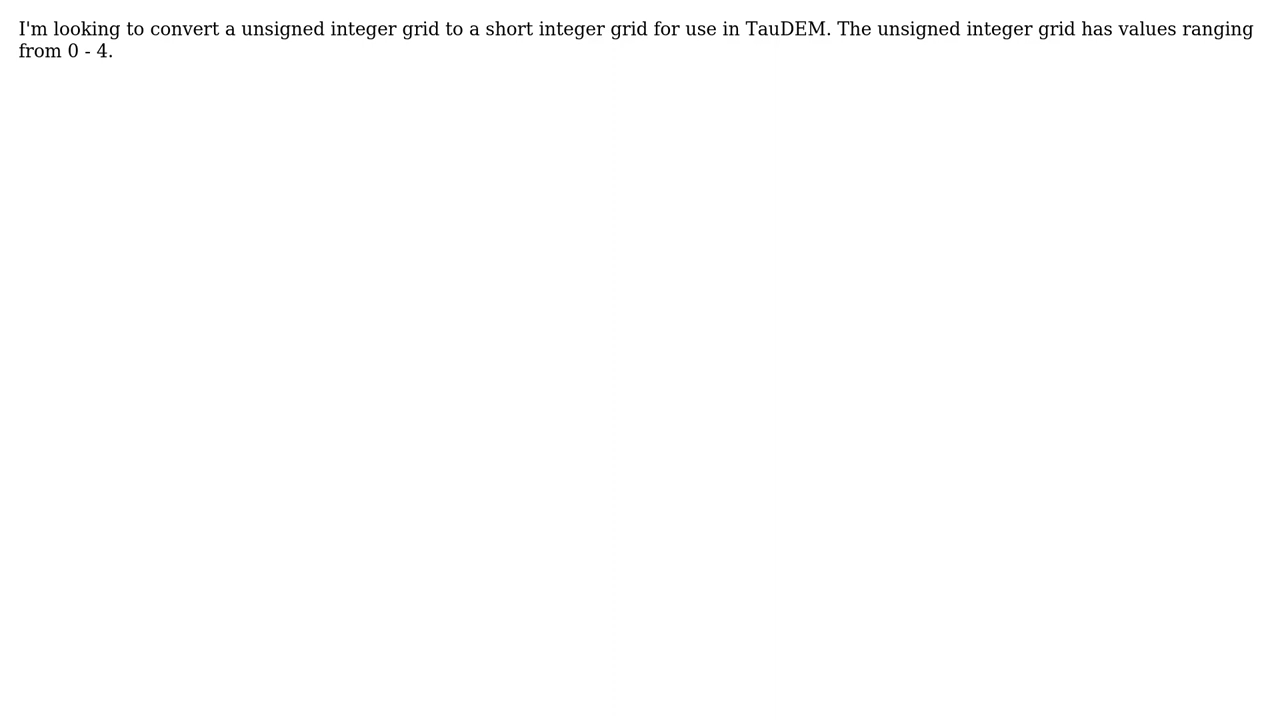 I'm looking to convert a unsigned integer grid to a short integer grid for use in TauDEM. The unsigned integer grid has values ranging
from 0 - 4.